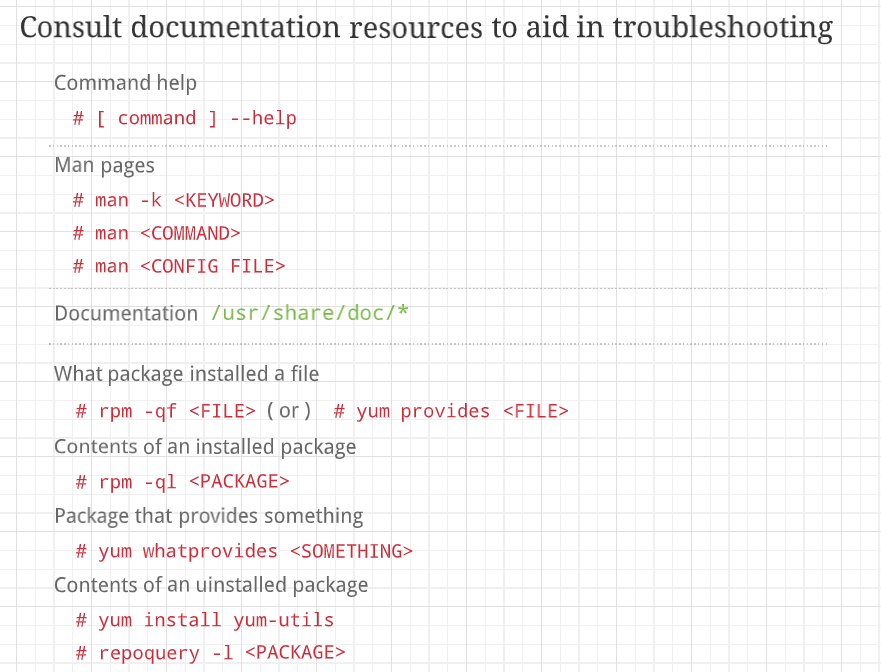 Consult documentation resources to aid in troubleshooting
Command help
# [ command ] --help
Man pages
# man -k <KEYWORD>
# man <COMMAND>
# man <CONFIG FILE>
Documentation /usr/share/doc/*
What package installed a file
# rpm -qf <FILE> ( or ) # yum provides <FILE>
Contents of an installed package
# rpm -ql <PACKAGE>
Package that provides something
# yum whatprovides <SOMETHING>
Contents of an uinstalled package
# yum install yum-utils
# repoquery -l <PACKAGE>